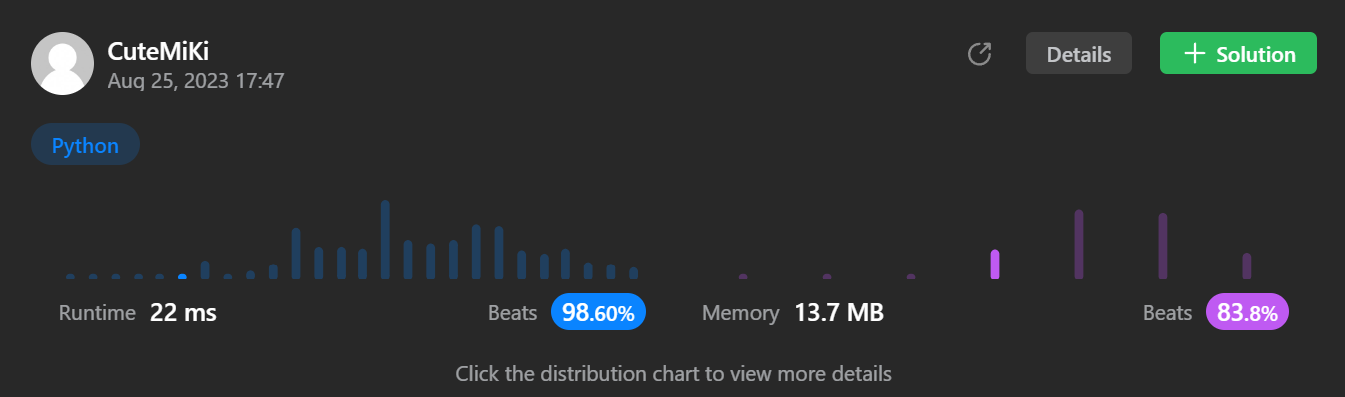 CuteMiKi
Aug 25, 2023 17:47
Details
Solution
Python
Runtime 22 ms Beats 98.60% Memory 13.7 MB Beats 83.8%
Click the distribution chart to view more details